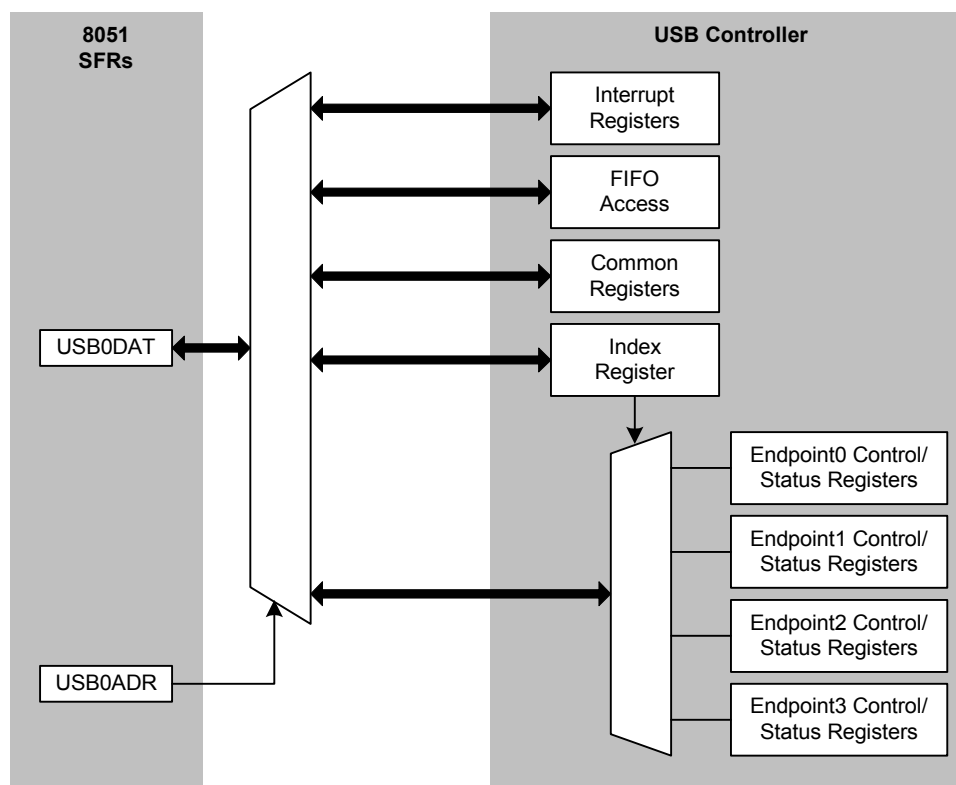 8051
SFRs
USB Controller
Interrupt
Registers
FIFO
Access
Common
Registers
USB0DAT
Index
Register
Endpoint0 Control/
Status Registers
Endpoint1 Control/
Status Registers
Endpoint2 Control/
Status Registers
USB0ADR
Endpoint3 Control/
Status Registers